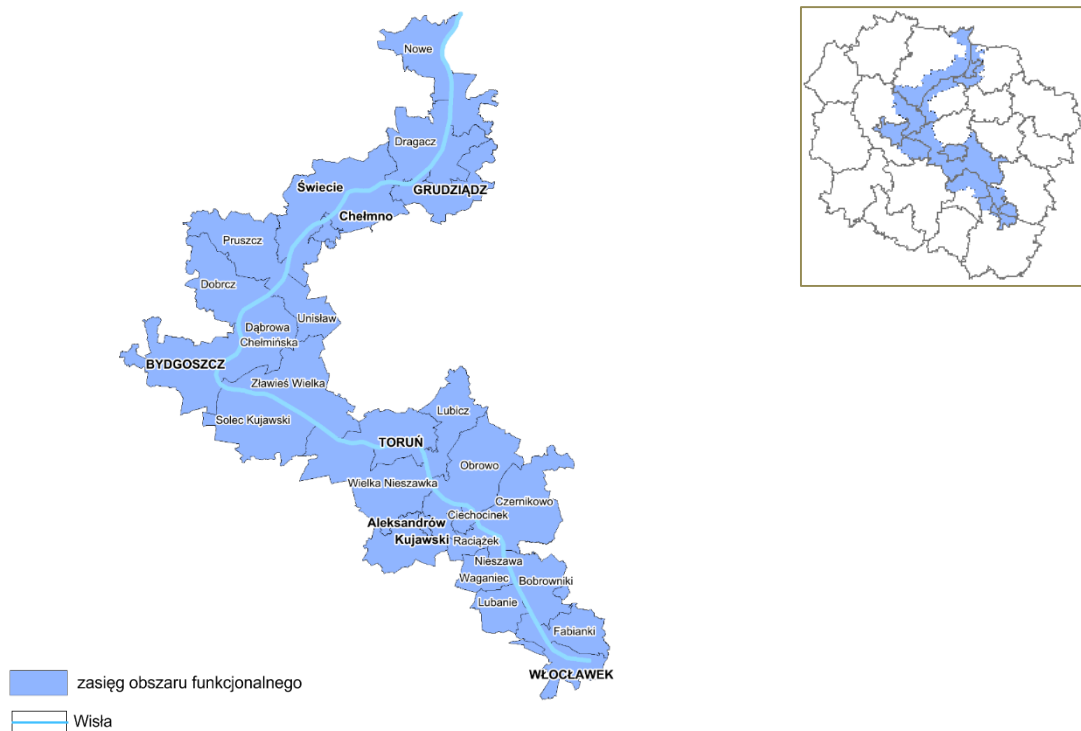 Nowe
Dragacz
Świecie
GRUDZIĄDZ
Chełmno
Pruszcz
Dobrcz
Unisław
Dąbrowa
Chełmińska
BYDGOSZCZ
Zławieś Wielka
Lubicz
Solec Kujawski
TORUŃ
Obrowo
Wielka Nieszawka
Czernikowo
Ciechocinek
Aleksandrów
Kujawski
Raciążek
Nieszawa
Waganiec
Bobrowniki
Lubanie
Fabianki
WŁOCŁAWEK
zasięg obszaru funkcjonalnego
Wisła